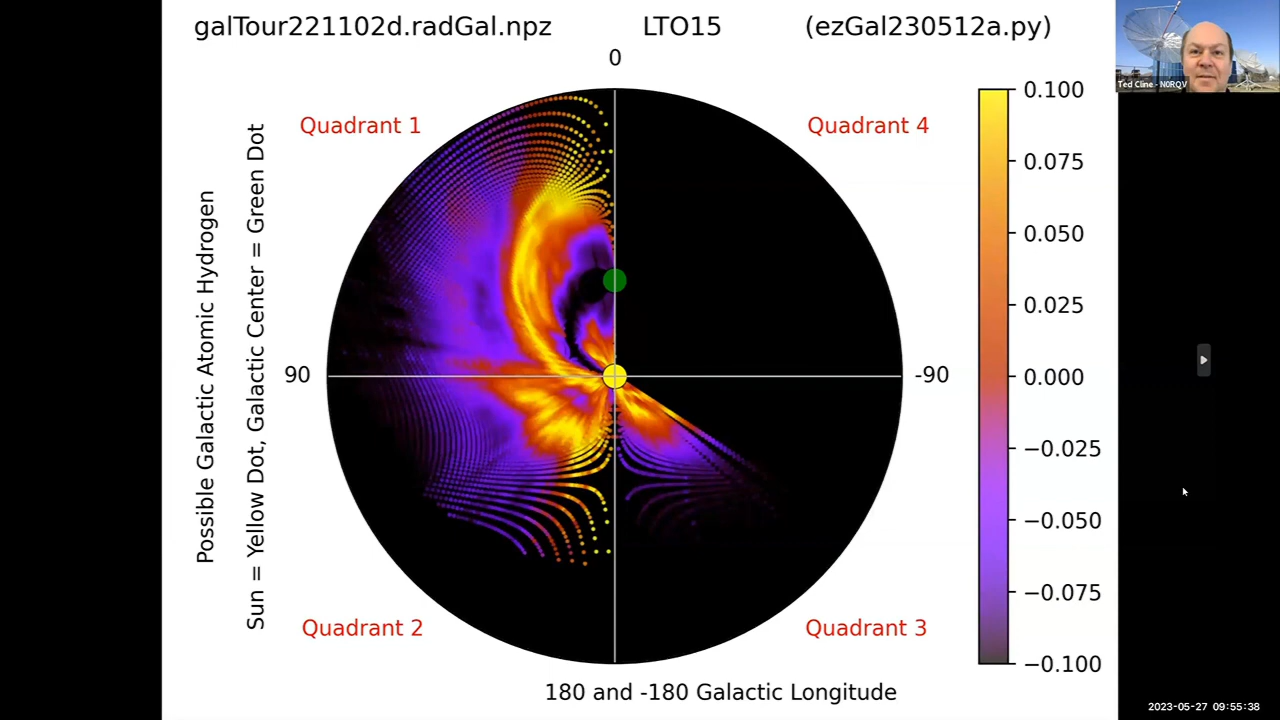 galTour221102d.radGal.npz LTO15 (ezGal230512a.py)
0
Quadrant 1
Quadrant 4
Possible Galactic Atomic Hydrogen
Sun = Yellow Dot, Galactic Center = Green Dot
90
-90
Quadrant 2
Quadrant 3
180 and -180 Galactic Longitude
0.100
0.075
0.050
0.025
0.000
−0.025
−0.050
−0.075
−0.100
Ted Cline - N0RQV
2023-05-27 09:55:38